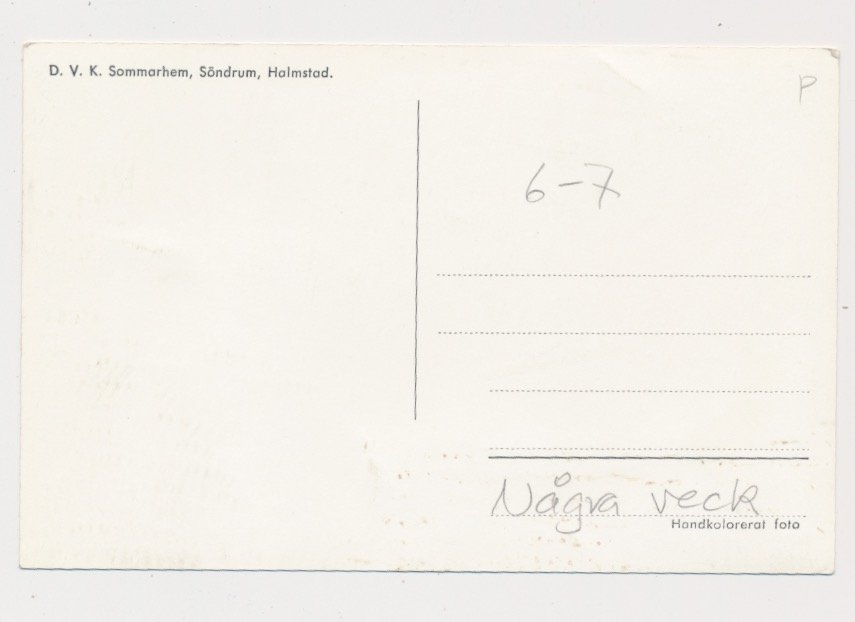 D. V. K. Sommarhem, Söndrum, Halmstad.
P
6-7
Några veck
Handkolorerat foto